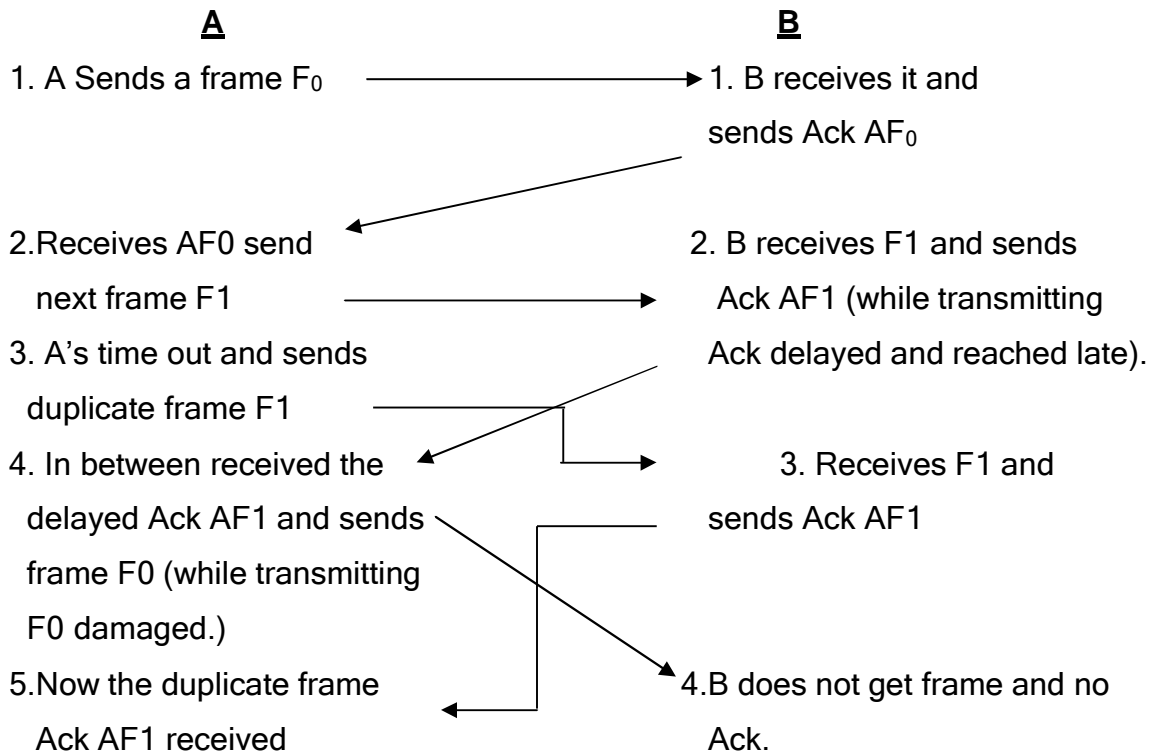 A
B
1. A Sends a frame F₀
1. B receives it and
sends Ack AF₀
2.Receives AF0 send
next frame F1
2. B receives F1 and sends
Ack AF1 (while transmitting
Ack delayed and reached late).
3. A’s time out and sends
duplicate frame F1
4. In between received the
delayed Ack AF1 and sends
frame F0 (while transmitting
F0 damaged.)
3. Receives F1 and
sends Ack AF1
5.Now the duplicate frame
Ack AF1 received
4.B does not get frame and no
Ack.